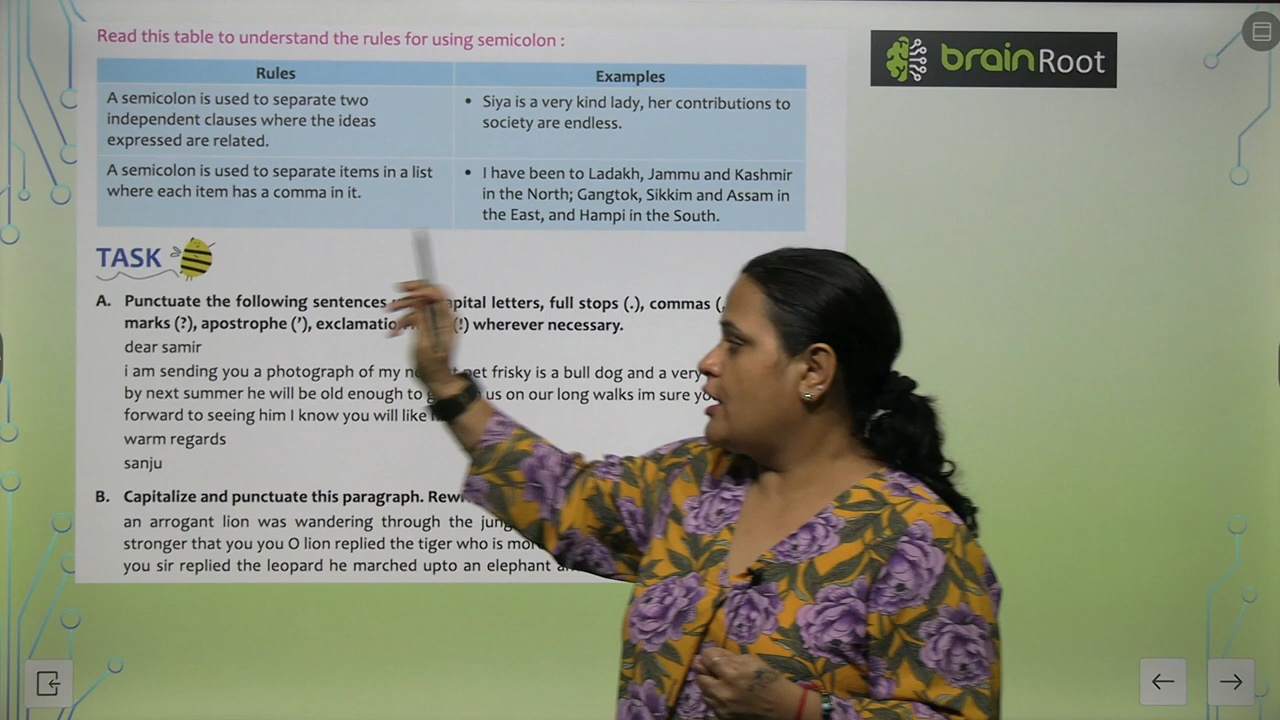 Read this table to understand the rules for using semicolon :
brainRoot
Rules
Examples
A semicolon is used to separate two
independent clauses where the ideas
expressed are related.
• Siya is a very kind lady, her contributions to
society are endless.
A semicolon is used to separate items in a list
where each item has a comma in it.
• I have been to Ladakh, Jammu and Kashmir
in the North; Gangtok, Sikkim and Assam in
the East, and Hampi in the South.
TASK
A. Punctuate the following sentences capital letters, full stops (.), commas (,
marks (?), apostrophe (’), exclamation (!) wherever necessary.
dear samir
i am sending you a photograph of my pet frisky is a bull dog and a very
by next summer he will be old enough to us on our long walks im sure
forward to seeing him I know you will like
warm regards
sanju
B. Capitalize and punctuate this paragraph.
an arrogant lion was wandering through the
stronger that you you O lion replied the tiger who is
you sir replied the leopard he marched upto an elephant